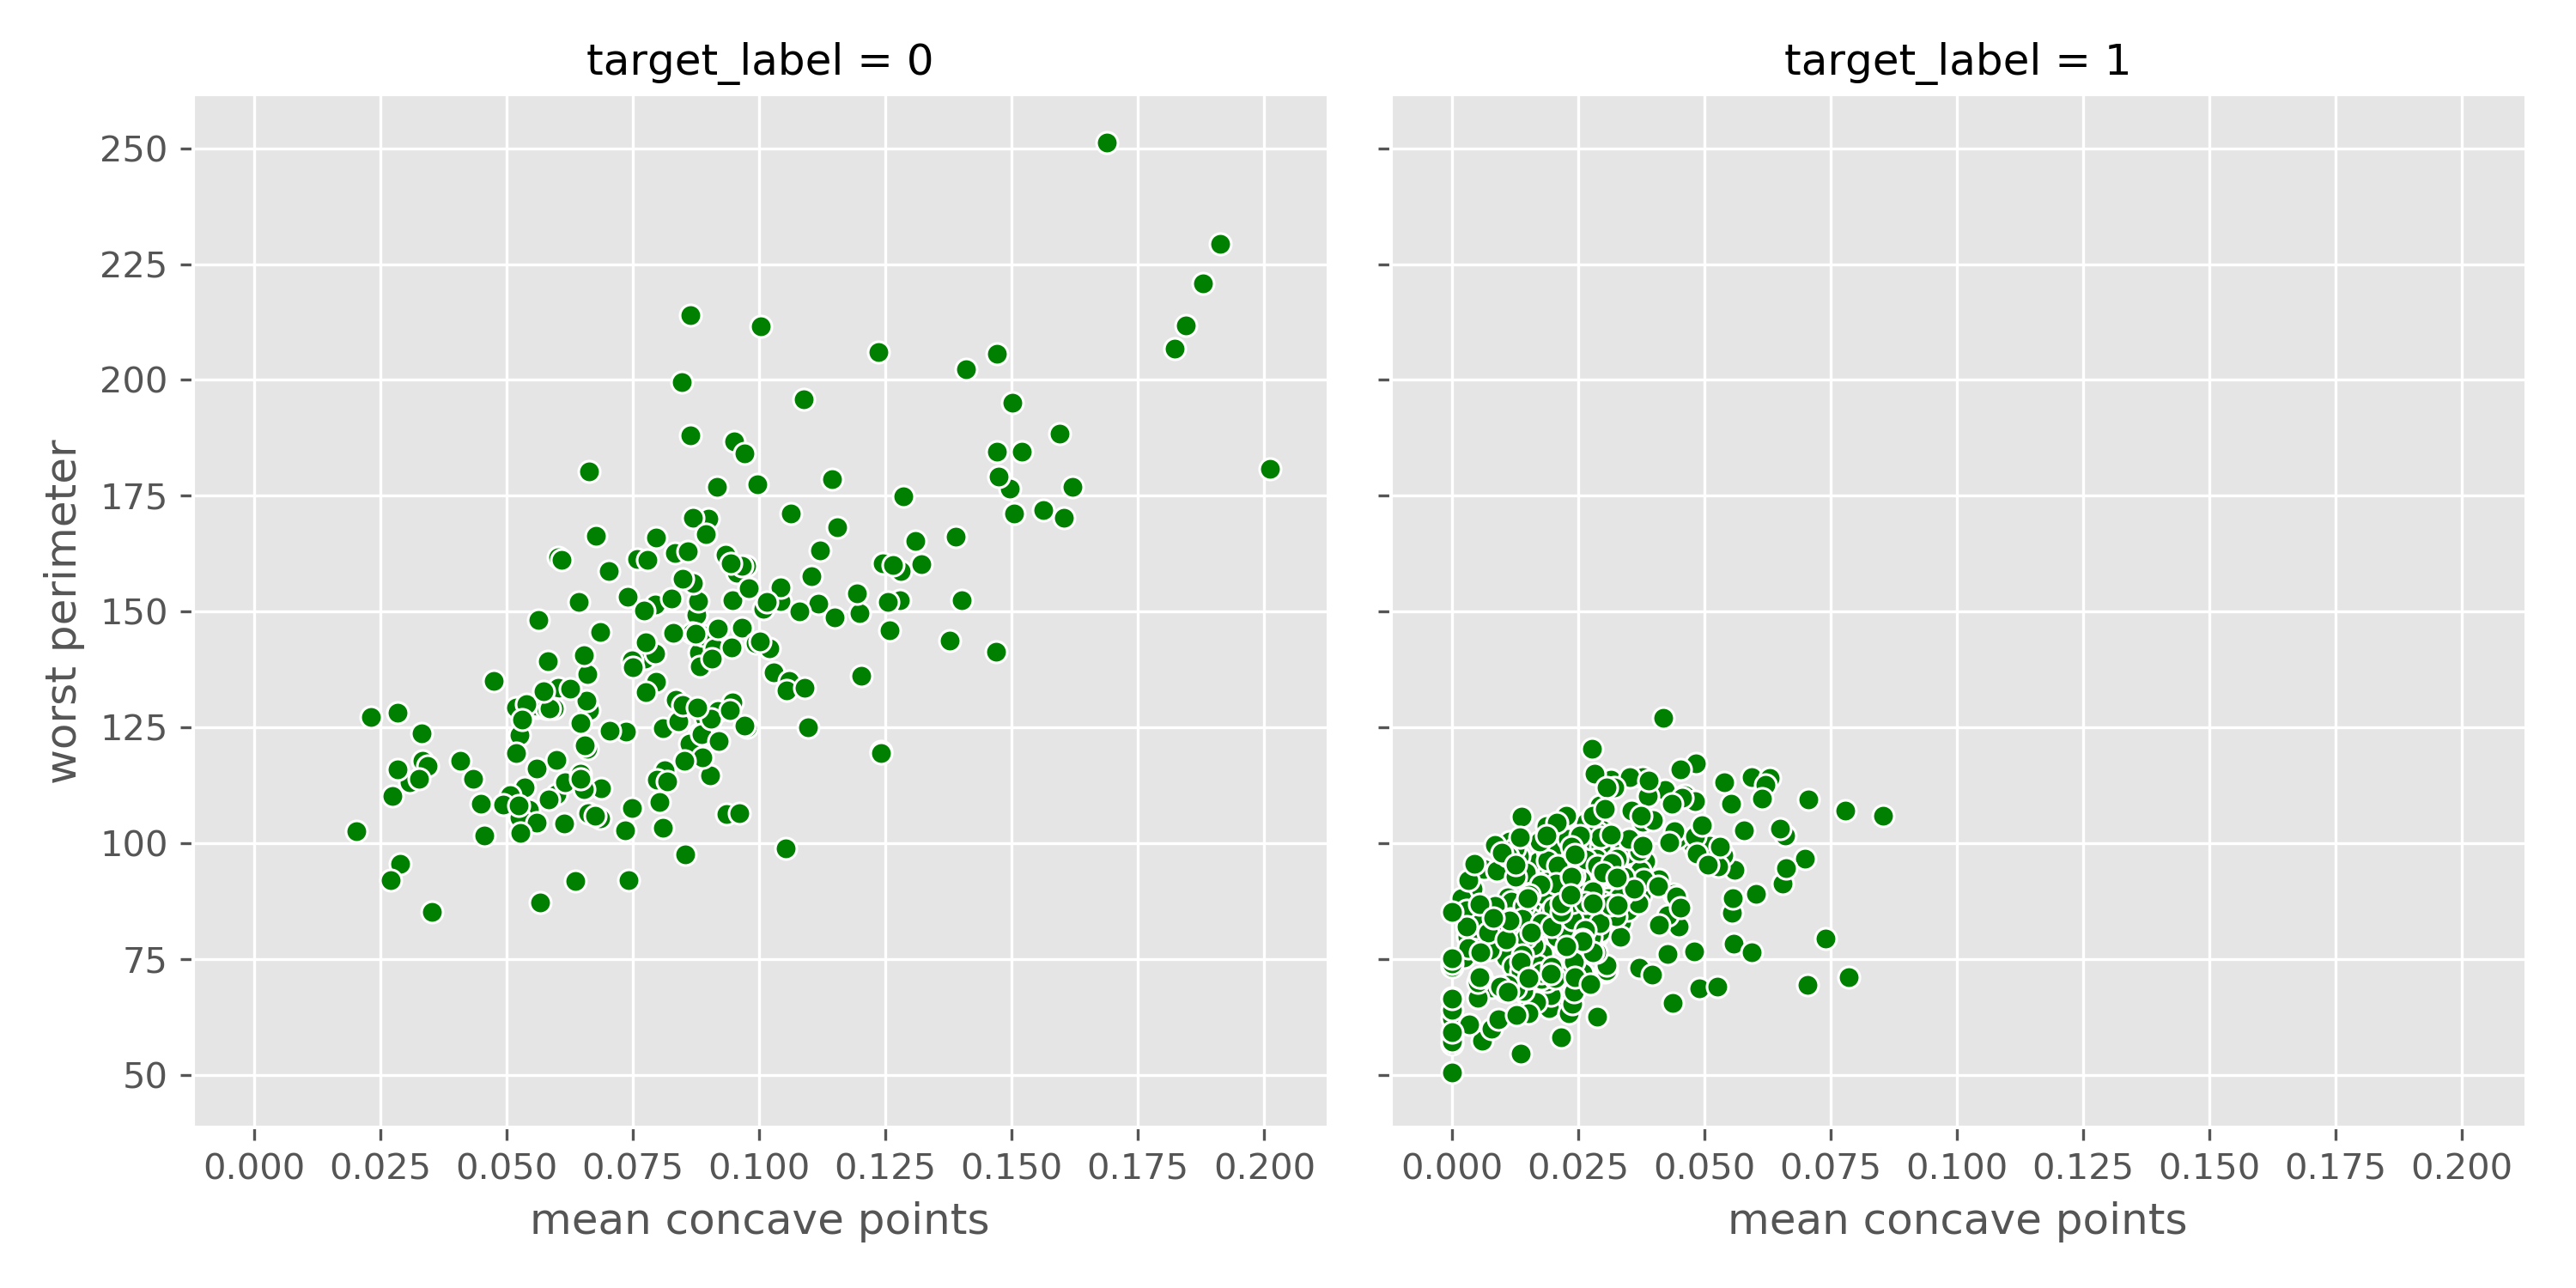 target_label = 0
target_label = 1
250
225
200
175
150
125
100
75
50
worst perimeter
0.000 0.025 0.050 0.075 0.100 0.125 0.150 0.175 0.200
0.000 0.025 0.050 0.075 0.100 0.125 0.150 0.175 0.200
mean concave points
mean concave points